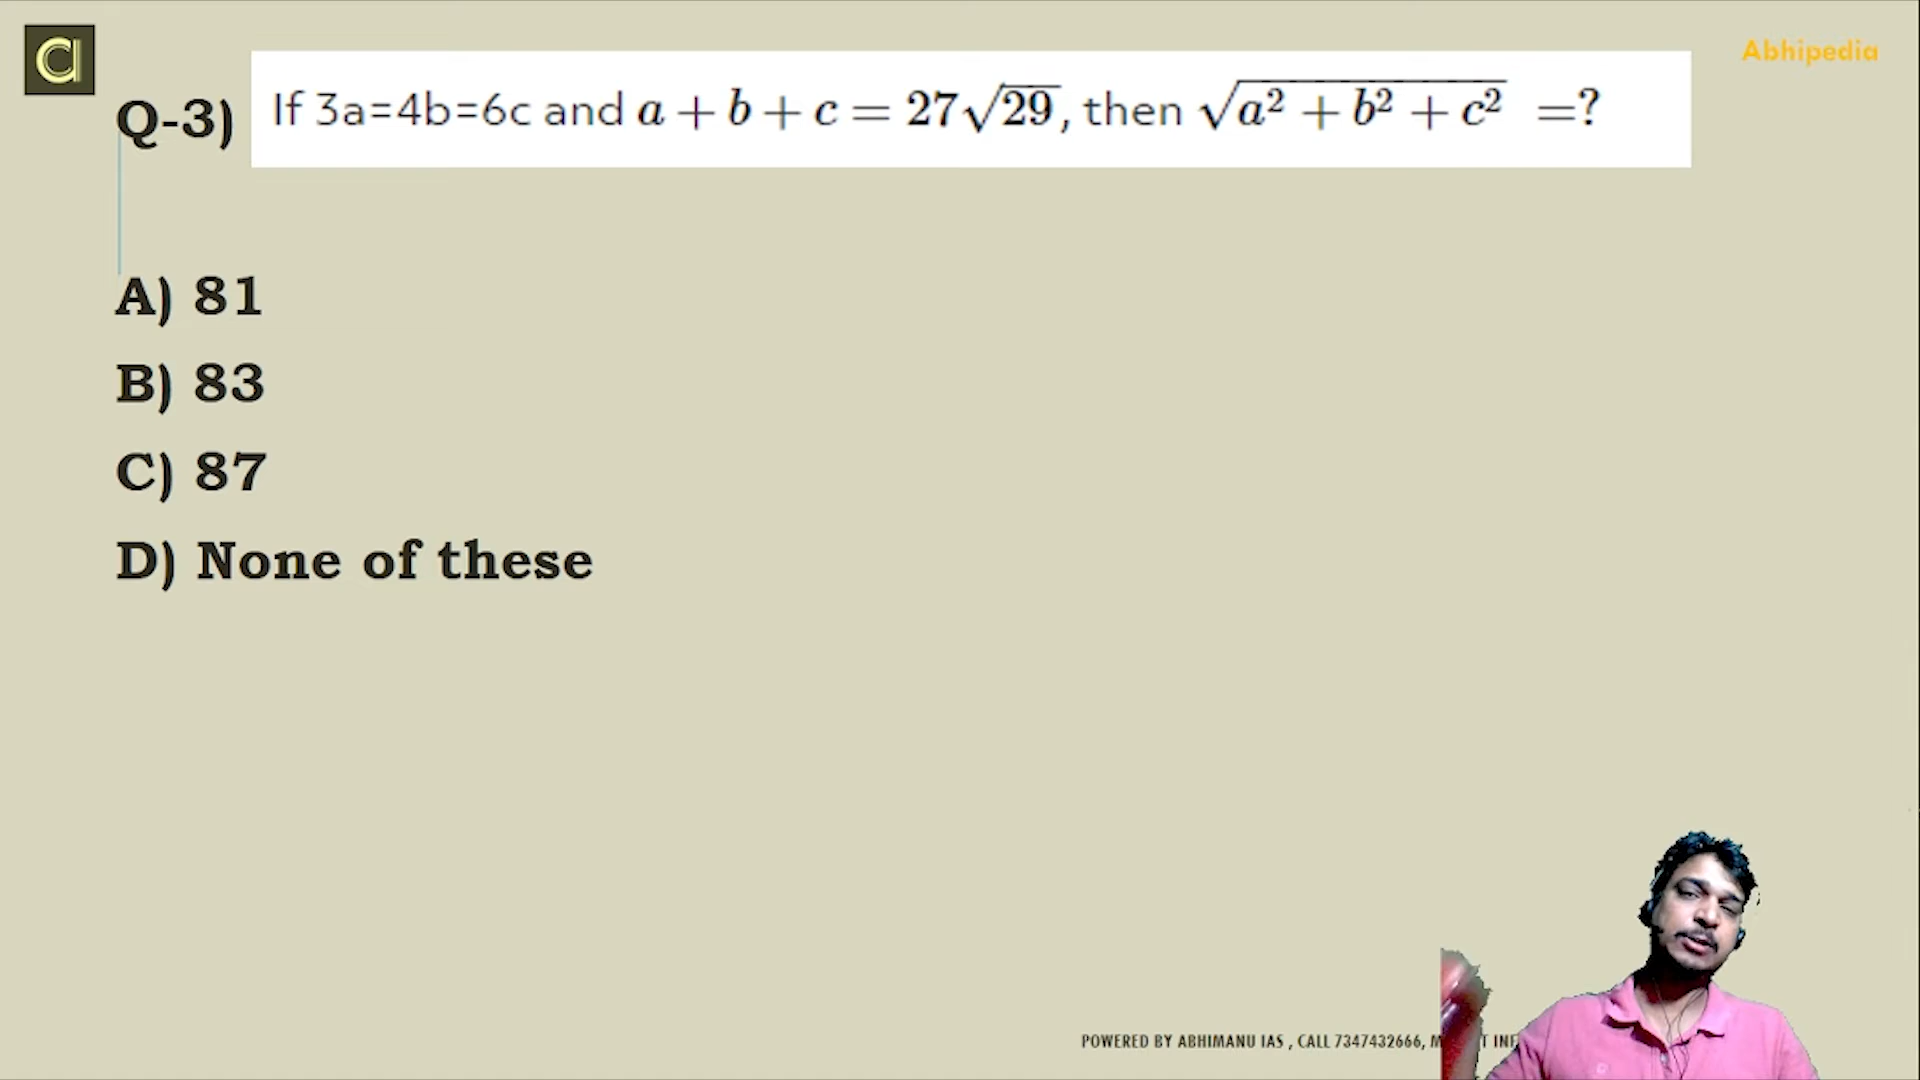 Abhipedia
Q-3) If 3a=4b=6c and a + b + c = 27√29, then √a² + b² + c² =?
A) 81
B) 83
C) 87
D) None of these
POWERED BY ABHIMANU IAS , CALL 7347432666,